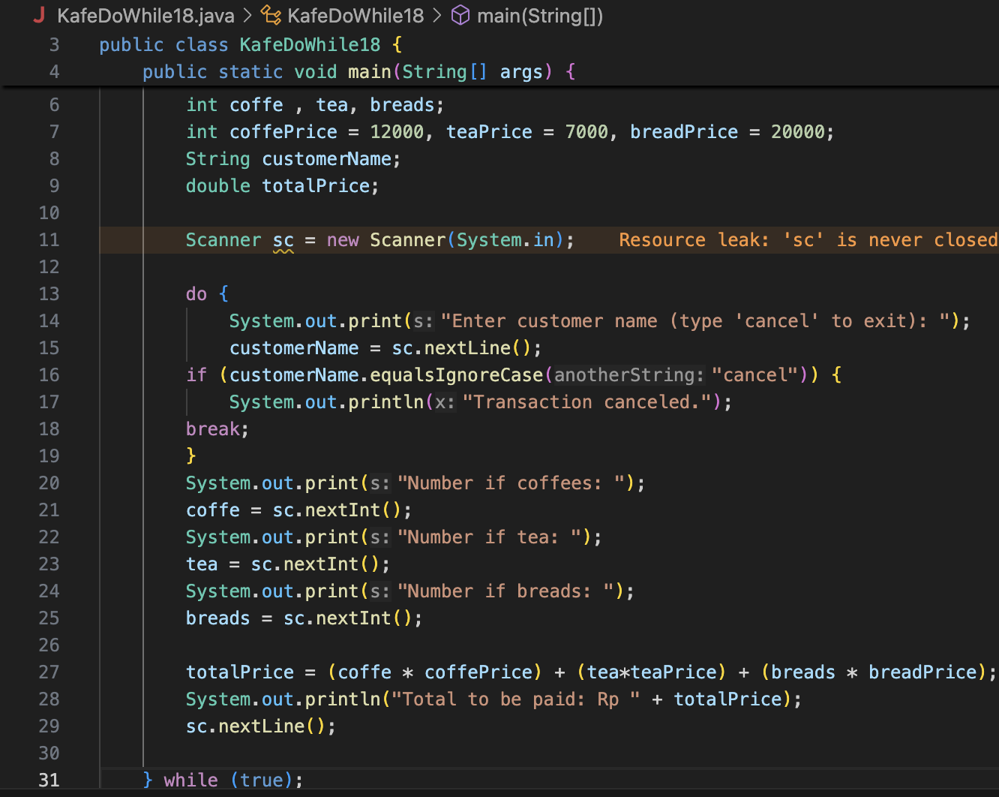 KafeDoWhile18.java > KafeDoWhile18 > main(String[])
3 public class KafeDoWhile18 {
4 public static void main(String[] args) {
6 int coffe , tea, breads;
7 int coffePrice = 12000, teaPrice = 7000, breadPrice = 20000;
8 String customerName;
9 double totalPrice;
10
11 Scanner sc = new Scanner(System.in); Resource leak: 'sc' is never closed
12
13 do {
14 System.out.print(s: "Enter customer name (type 'cancel' to exit): ");
15 customerName = sc.nextLine();
16 if (customerName.equalsIgnoreCase(anotherString: "cancel")) {
17 System.out.println(x: "Transaction canceled.");
18 break;
19 }
20 System.out.print(s: "Number if coffees: ");
21 coffe = sc.nextInt();
22 System.out.print(s: "Number if tea: ");
23 tea = sc.nextInt();
24 System.out.print(s: "Number if breads: ");
25 breads = sc.nextInt();
26
27 totalPrice = (coffe * coffePrice) + (tea*teaPrice) + (breads * breadPrice);
28 System.out.println("Total to be paid: Rp " + totalPrice);
29 sc.nextLine();
30
31 } while (true);